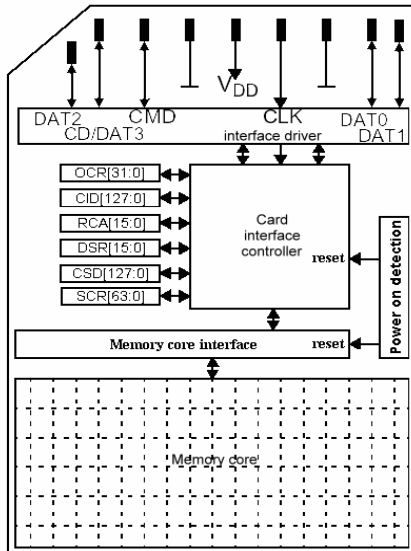 V_DD
DAT2 CMD CLK DAT0
CD/DAT3 interface driver DAT1
OCR[31:0]
CID[127:0]
RCA[15:0]
DSR[15:0]
CSD[127:0]
SCR[63:0]
Card
interface
controller
reset
Power on detection
Memory core interface reset
Memory core